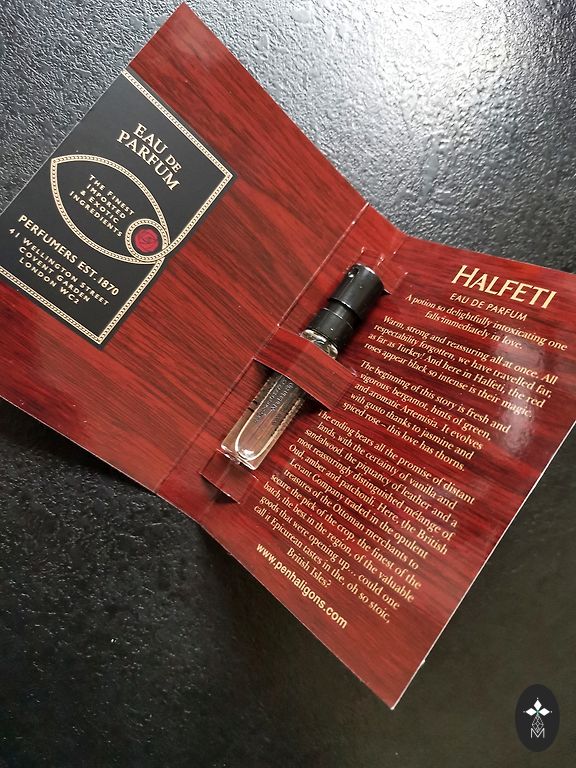 EAU DE
PARFUM
THE FINEST
IMPORTED
& EXOTIC
INGREDIENTS
PERFUMERS EST. 1870
41 WELLINGTON STREET
COVENT GARDEN
LONDON WC2
HALFETI
EAU DE PARFUM
A potion so delightfully intoxicating one
falls immediately in love.
Warm, strong and reassuring all at once. All
respectability forgotten, we have travelled far,
as far as Turkey! And here in Halfeti, the red
roses appear black so intense is their magic.
The beginning of this story is fresh and
vigorous; bergamot, hints of green,
and aromatic Artemisia. It evolves
with gusto thanks to jasmine and
spiced rose – this love has thorns.
The ending bears all the promise of distant
lands, with the certainty of vanilla and
sandalwood, the piquancy of leather and a
most reassuringly distinguished mélange of
Oud, amber and patchouli. Here, the British
Levant Company traded in the opulent
treasures of the Ottoman merchants to
secure the pick of the crop, the finest of the
batch, the best in the region, of the valuable
goods that were opening up... could one
call it Epicurean tastes in the, oh so stoic,
British Isles?
www.penhaligons.com